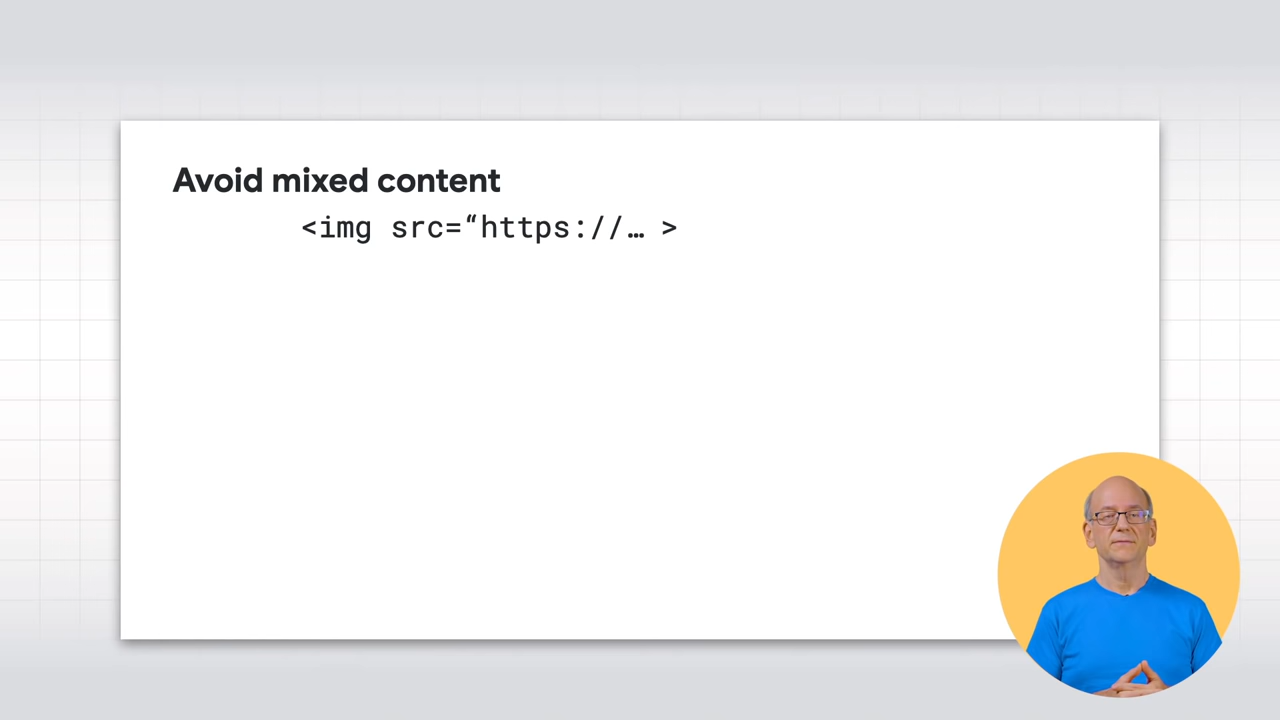 Avoid mixed content
<img src=“https://… >